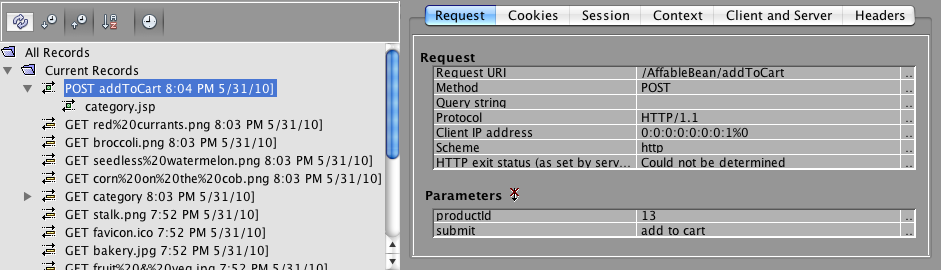 All Records
Current Records
POST addToCart 8:04 PM 5/31/10]
category.jsp
GET red%20currants.png 8:03 PM 5/31/10]
GET broccoli.png 8:03 PM 5/31/10]
GET seedless%20watermelon.png 8:03 PM 5/31/10]
GET corn%20on%20the%20cob.png 8:03 PM 5/31/10]
GET category 8:03 PM 5/31/10]
GET stalk.png 7:52 PM 5/31/10]
GET favicon.ico 7:52 PM 5/31/10]
GET bakery.jpg 7:52 PM 5/31/10]
GET fruit%20&%20veg.jpg 7:52 PM 5/31/10]
Request Cookies Session Context Client and Server Headers
Request
Request URI /AffableBean/addToCart ..
Method POST ..
Query string ..
Protocol HTTP/1.1 ..
Client IP address 0:0:0:0:0:0:0:1%0 ..
Scheme http ..
HTTP exit status (as set by serv... Could not be determined ..
Parameters
productId 13 ..
submit add to cart ..